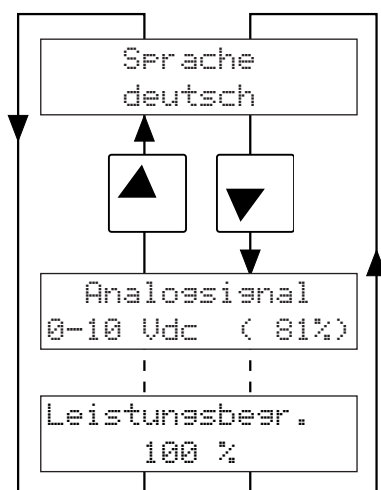 Sprache
deutsch
Analogsignal
0-10 Vdc ( 81%)
Leistungsbegr.
100 %